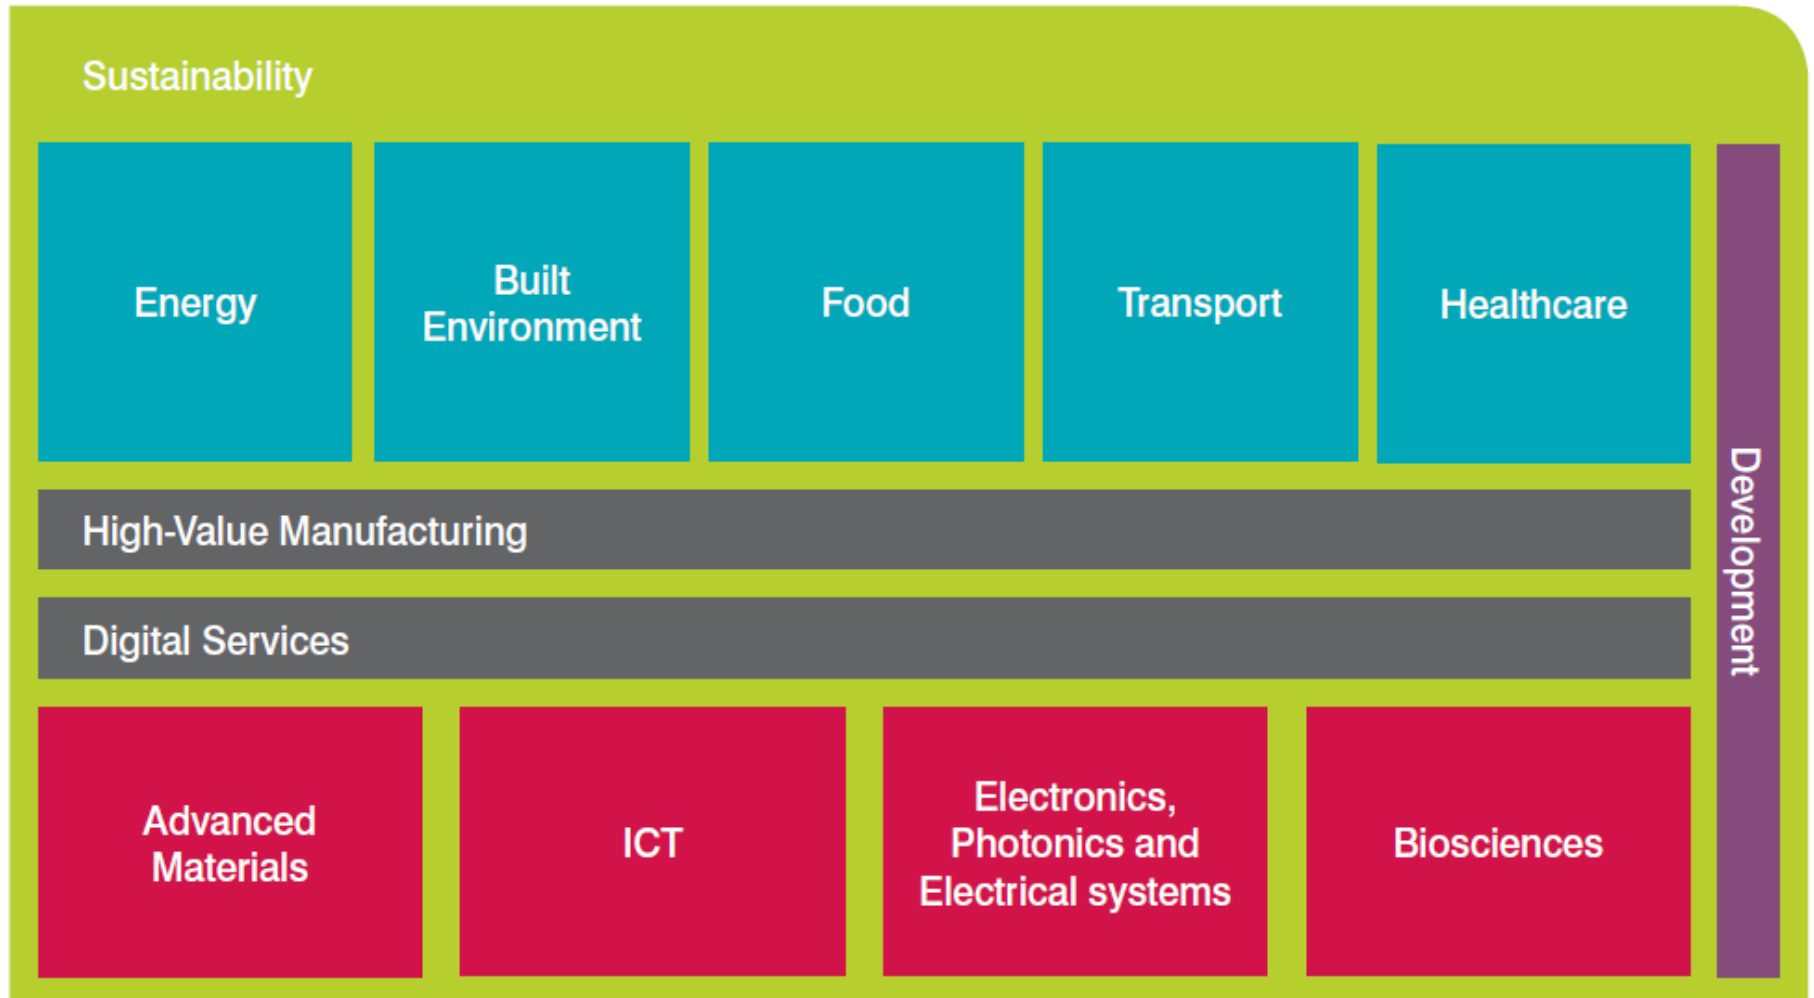 Sustainability
Energy
Built
Environment
Food
Transport
Healthcare
High-Value Manufacturing
Digital Services
Development
Advanced
Materials
ICT
Electronics,
Photonics and
Electrical systems
Biosciences